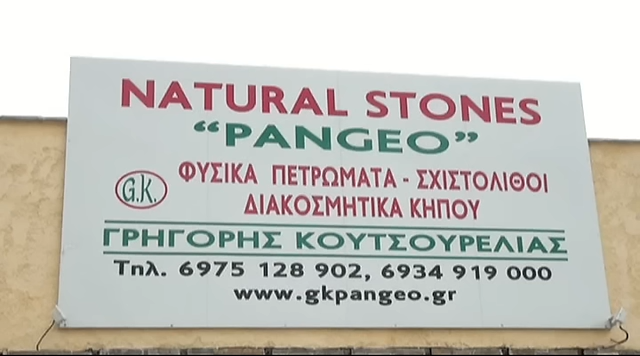 NATURAL STONES
“PANGEO”
G.K.
ΦΥΣΙΚΑ ΠΕΤΡΩΜΑΤΑ - ΣΧΙΣΤΟΛΙΘΟΙ
ΔΙΑΚΟΣΜΗΤΙΚΑ ΚΗΠΟΥ
ΓΡΗΓΟΡΗΣ ΚΟΥΤΣΟΥΡΕΛΙΑΣ
Τηλ. 6975 128 902, 6934 919 000
www.gkpangeo.gr